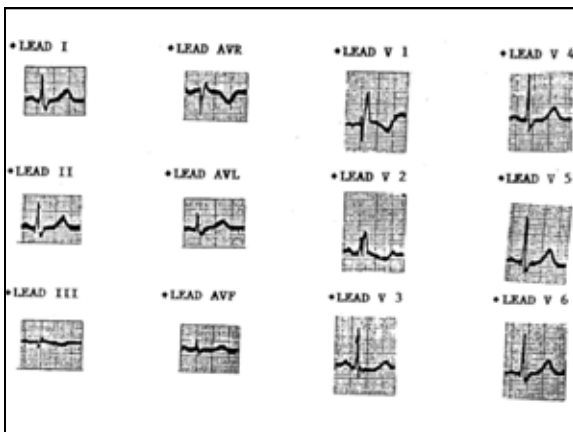 •LEAD I
•LEAD AVR
•LEAD V 1
•LEAD V 4
•LEAD II
•LEAD AVL
•LEAD V 2
•LEAD V 5
•LEAD III
•LEAD AVF
•LEAD V 3
•LEAD V 6